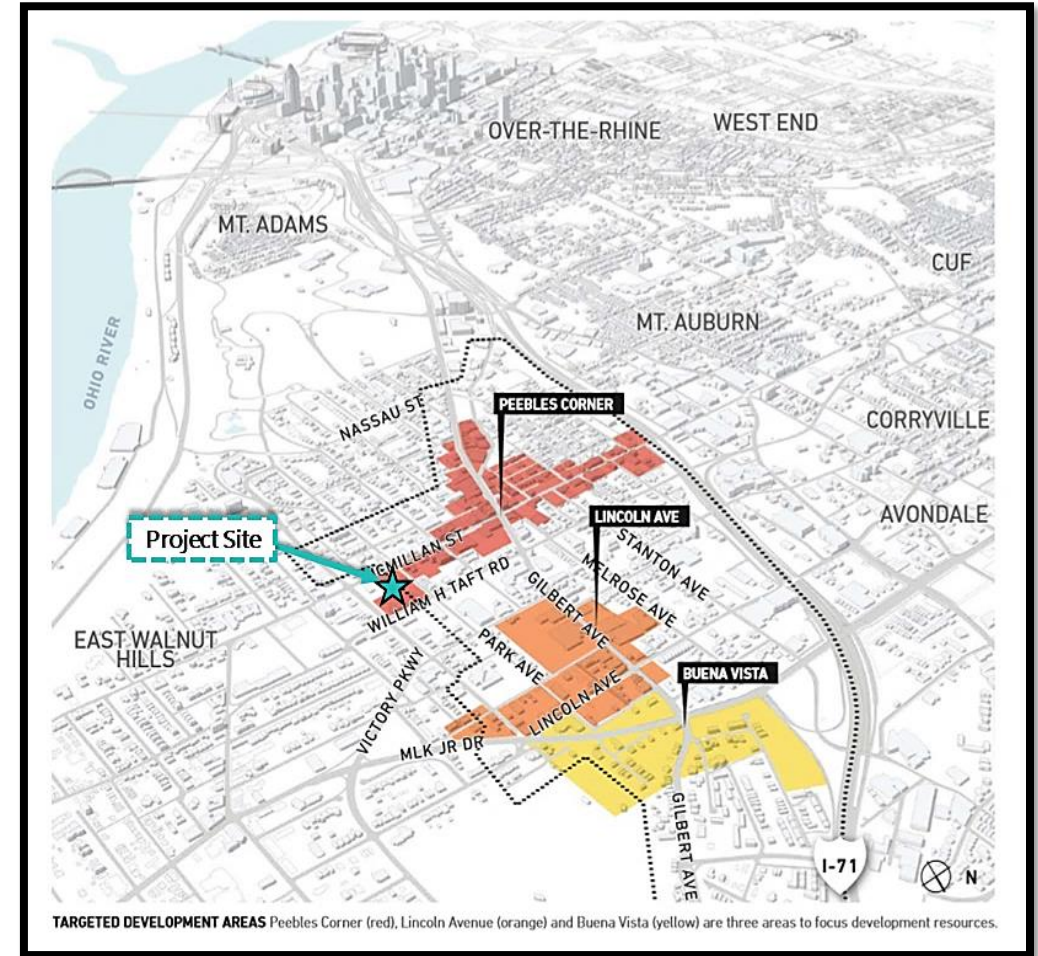 OVER-THE-RHINE
WEST END
MT. ADAMS
CUF
MT. AUBURN
OHIO RIVER
NASSAU ST
PEEBLES CORNER
CORRYVILLE
LINCOLN AVE
AVONDALE
Project Site
MCMILLAN ST
STANTON AVE
MELROSE AVE
WILLIAM H TAFT RD
GILBERT AVE
EAST WALNUT
HILLS
PARK AVE
BUENA VISTA
VICTORY PKWY
LINCOLN AVE
MLK JR DR
GILBERT AVE
I-71
N
TARGETED DEVELOPMENT AREAS Peebles Corner (red), Lincoln Avenue (orange) and Buena Vista (yellow) are three areas to focus development resources.